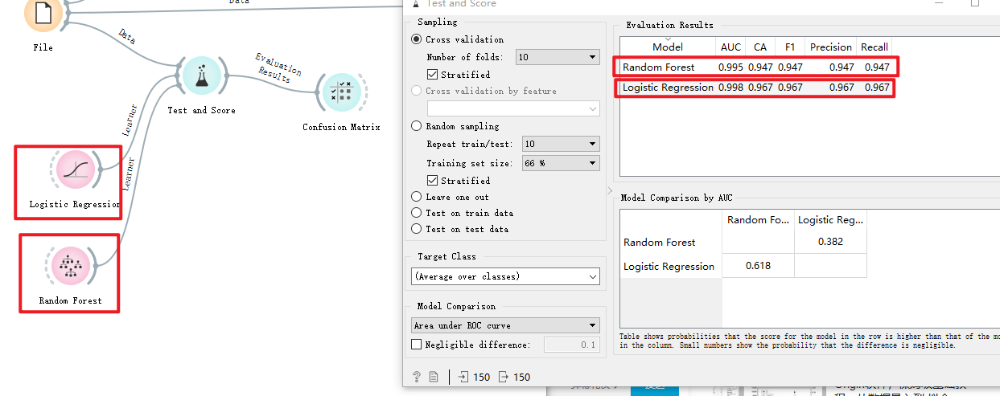 Data
File
Data
Evaluation
Results
Test and Score
Confusion Matrix
Learner
Learner
Logistic Regression
Random Forest
Test and Score
Sampling
Cross validation
Number of folds: 10
Stratified
Cross validation by feature
Random sampling
Repeat train/test: 10
Training set size: 66 %
Stratified
Leave one out
Test on train data
Test on test data
Target Class
(Average over classes)
Model Comparison
Area under ROC curve
Negligible difference: 0.1
? 150 150
Evaluation Results
Model AUC CA F1 Precision Recall
Random Forest 0.995 0.947 0.947 0.947 0.947
Logistic Regression 0.998 0.967 0.967 0.967 0.967
Model Comparison by AUC
Random Fo... Logistic Reg...
Random Forest 0.382
Logistic Regression 0.618
Table shows probabilities that the score for the model in the row is higher than that of the
in the column. Small numbers show the probability that the difference is negligible.